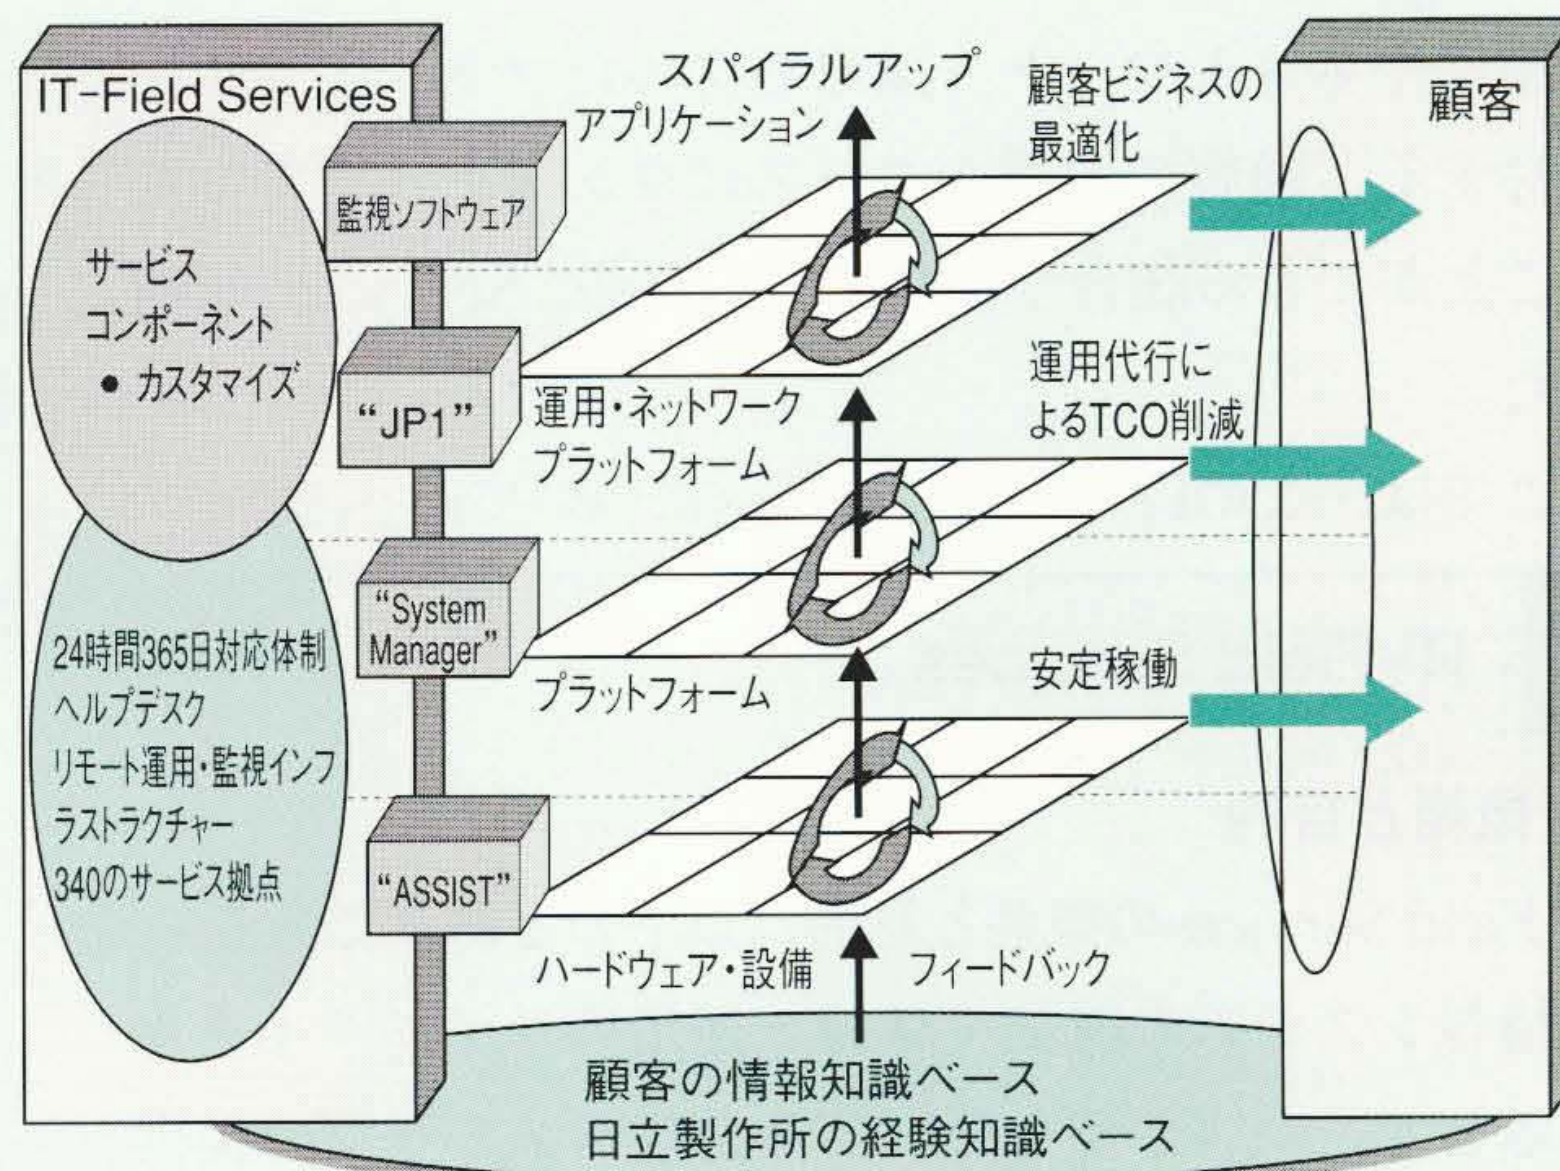 IT-Field Services
サービス
コンポーネント
● カスタマイズ
24時間365日対応体制
ヘルプデスク
リモート運用・監視インフ
ラストラクチャー
340のサービス拠点
監視ソフトウェア
“JP1”
“System
Manager”
“ASSIST”
スパイラルアップ
アプリケーション
運用・ネットワーク
プラットフォーム
プラットフォーム
ハードウェア・設備
フィードバック
顧客ビジネスの
最適化
運用代行に
よるTCO削減
安定稼働
顧客
顧客の情報知識ベース
日立製作所の経験知識ベース